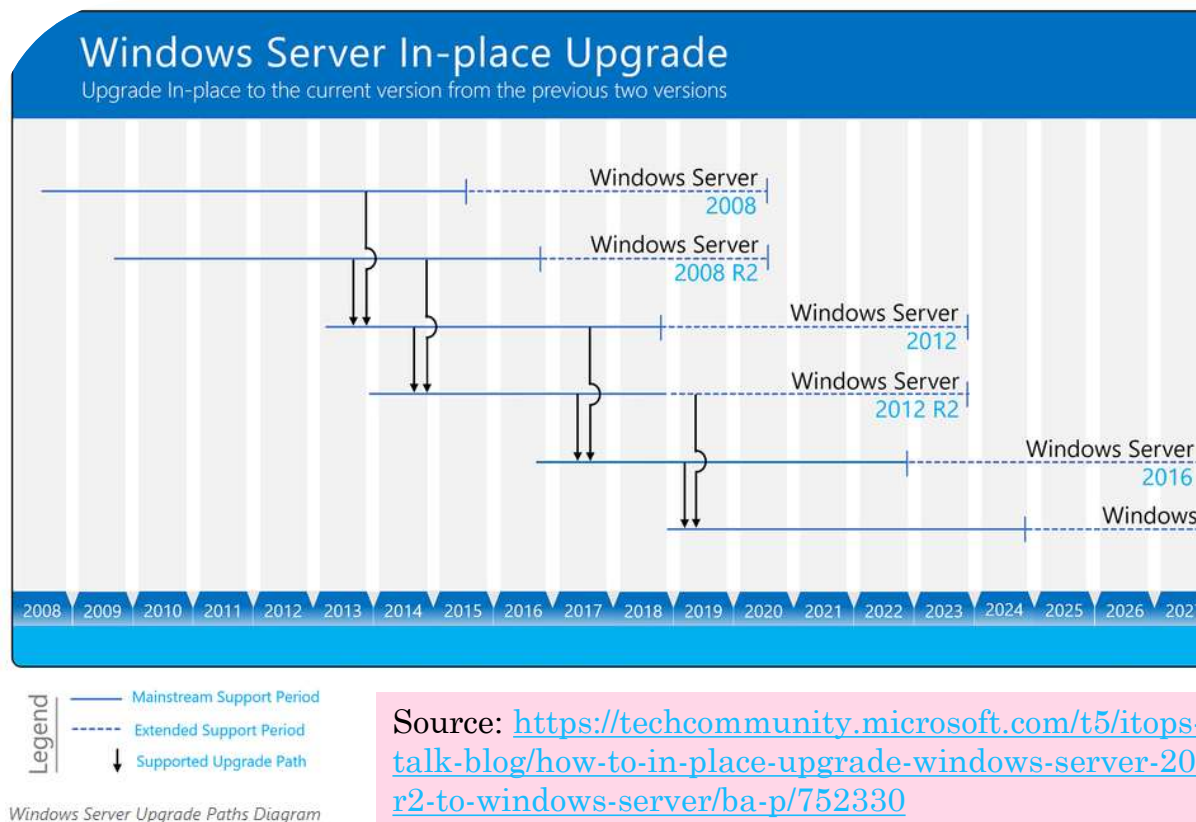 Windows Server In-place Upgrade
Upgrade In-place to the current version from the previous two versions
Windows Server
2008
Windows Server
2008 R2
Windows Server
2012
Windows Server
2012 R2
Windows Server
2016
Windows
2008 2009 2010 2011 2012 2013 2014 2015 2016 2017 2018 2019 2020 2021 2022 2023 2024 2025 2026 202
Legend
Mainstream Support Period
Extended Support Period
Supported Upgrade Path
Windows Server Upgrade Paths Diagram
Source: https://techcommunity.microsoft.com/t5/itops-
talk-blog/how-to-in-place-upgrade-windows-server-20
r2-to-windows-server/ba-p/752330